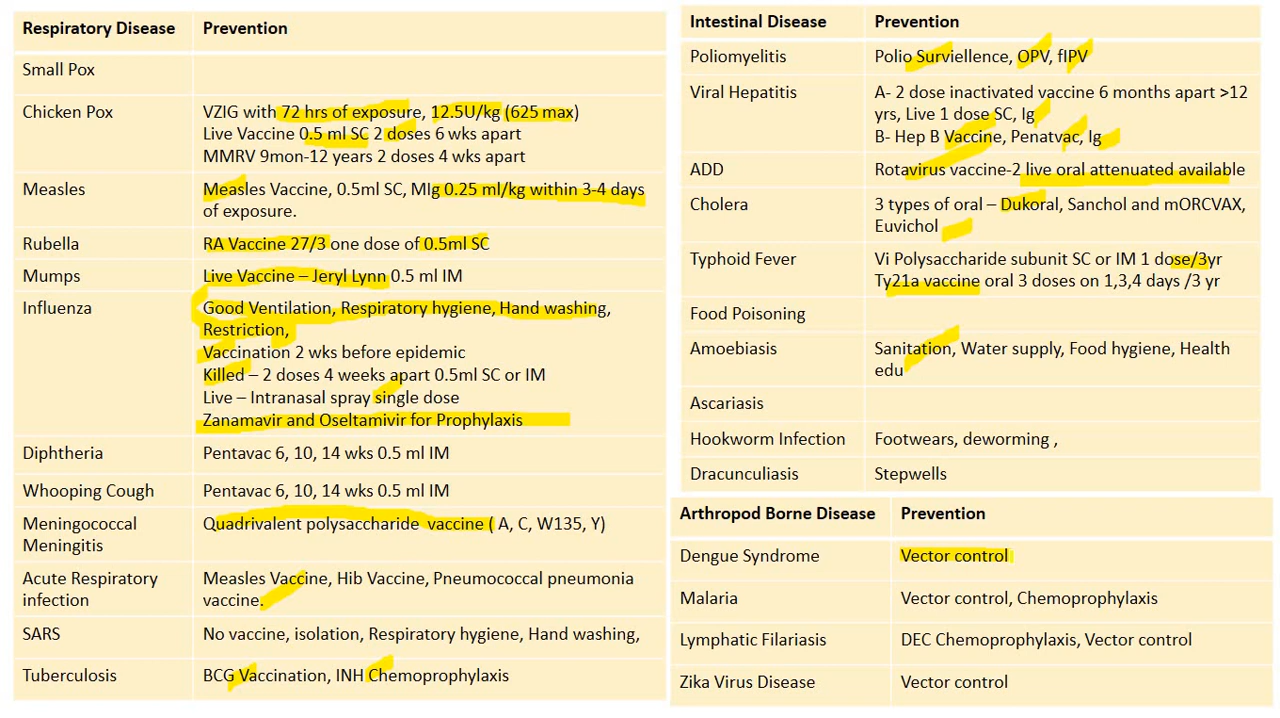 Respiratory Disease Prevention
Small Pox
Chicken Pox VZIG with 72 hrs of exposure, 12.5U/kg (625 max)
Live Vaccine 0.5 ml SC 2 doses 6 wks apart
MMRV 9mon-12 years 2 doses 4 wks apart
Measles Measles Vaccine, 0.5ml SC, MIg 0.25 ml/kg within 3-4 days
of exposure.
Rubella RA Vaccine 27/3 one dose of 0.5ml SC
Mumps Live Vaccine – Jeryl Lynn 0.5 ml IM
Influenza Good Ventilation, Respiratory hygiene, Hand washing,
Restriction,
Vaccination 2 wks before epidemic
Killed – 2 doses 4 weeks apart 0.5ml SC or IM
Live – Intranasal spray single dose
Zanamavir and Oseltamivir for Prophylaxis
Diphtheria Pentavac 6, 10, 14 wks 0.5 ml IM
Whooping Cough Pentavac 6, 10, 14 wks 0.5 ml IM
Meningococcal Quadrivalent polysaccharide vaccine ( A, C, W135, Y)
Meningitis
Acute Respiratory Measles Vaccine, Hib Vaccine, Pneumococcal pneumonia
infection vaccine.
SARS No vaccine, isolation, Respiratory hygiene, Hand washing,
Tuberculosis BCG Vaccination, INH Chemoprophylaxis
Intestinal Disease Prevention
Poliomyelitis Polio Surviellence, OPV, fIPV
Viral Hepatitis A- 2 dose inactivated vaccine 6 months apart >12
yrs, Live 1 dose SC, Ig
B- Hep B Vaccine, Penatvac, Ig
ADD Rotavirus vaccine-2 live oral attenuated available
Cholera 3 types of oral – Dukoral, Sanchol and mORCVAX,
Euvichol
Typhoid Fever Vi Polysaccharide subunit SC or IM 1 dose/3yr
Ty21a vaccine oral 3 doses on 1,3,4 days /3 yr
Food Poisoning
Amoebiasis Sanitation, Water supply, Food hygiene, Health
edu
Ascariasis
Hookworm Infection Footwears, deworming ,
Dracunculiasis Stepwells
Arthropod Borne Disease Prevention
Dengue Syndrome Vector control
Malaria Vector control, Chemoprophylaxis
Lymphatic Filariasis DEC Chemoprophylaxis, Vector control
Zika Virus Disease Vector control